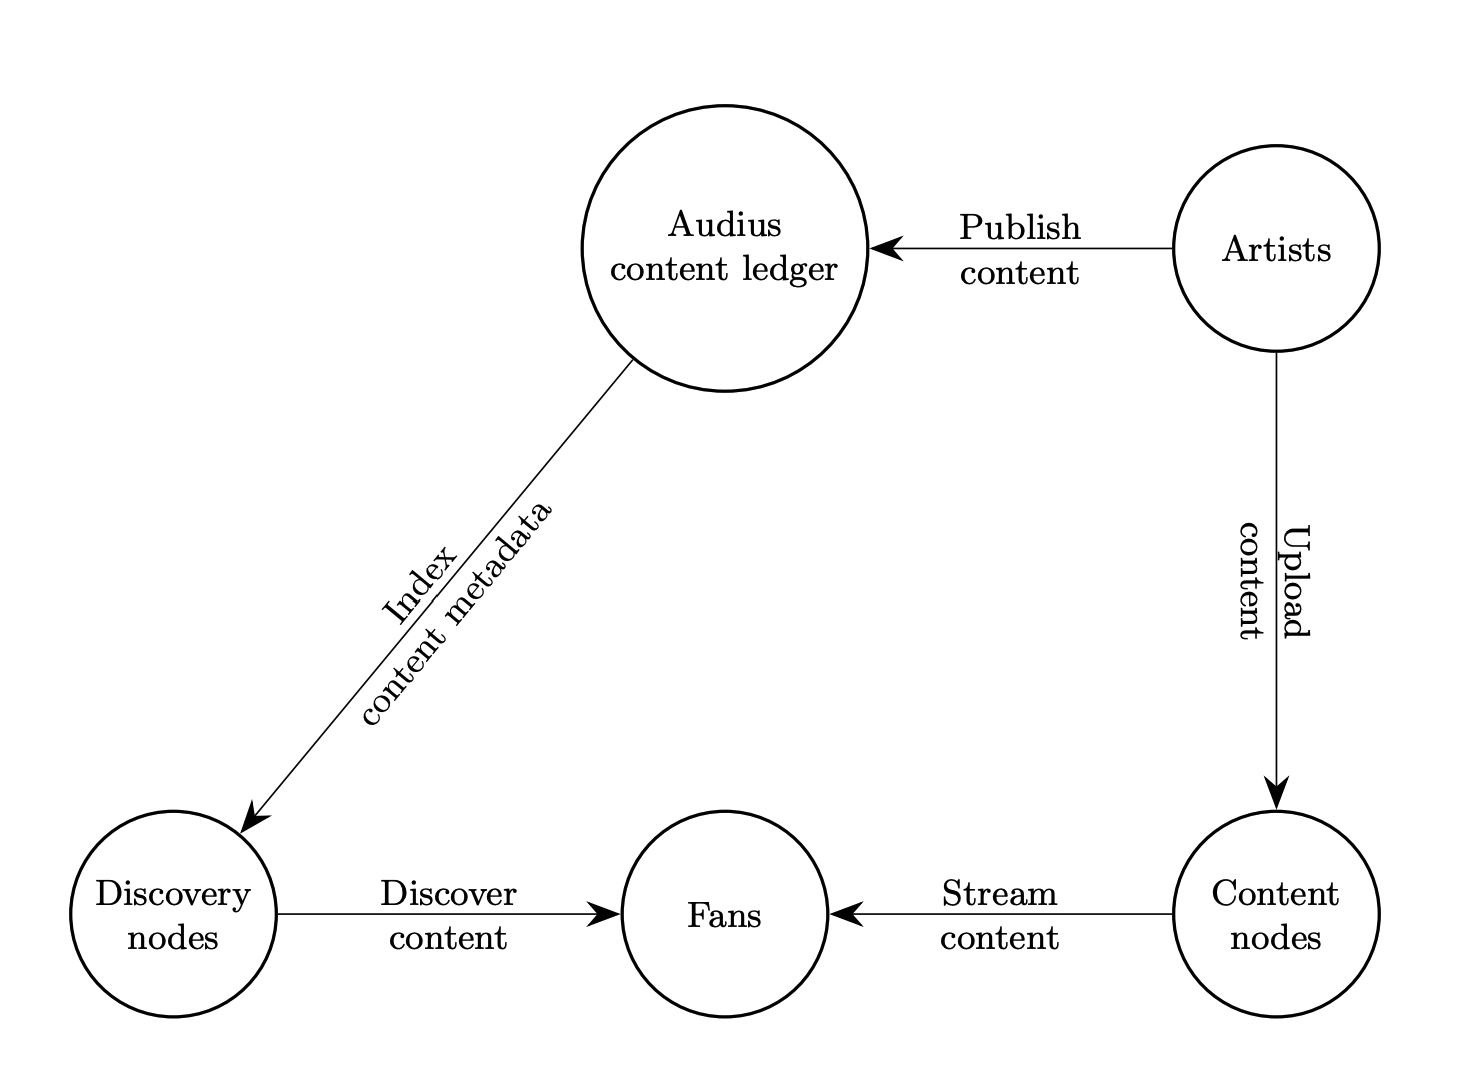 Audius
content ledger
Publish
content
Artists
Index
content metadata
Upload
content
Discovery
nodes
Discover
content
Fans
Stream
content
Content
nodes